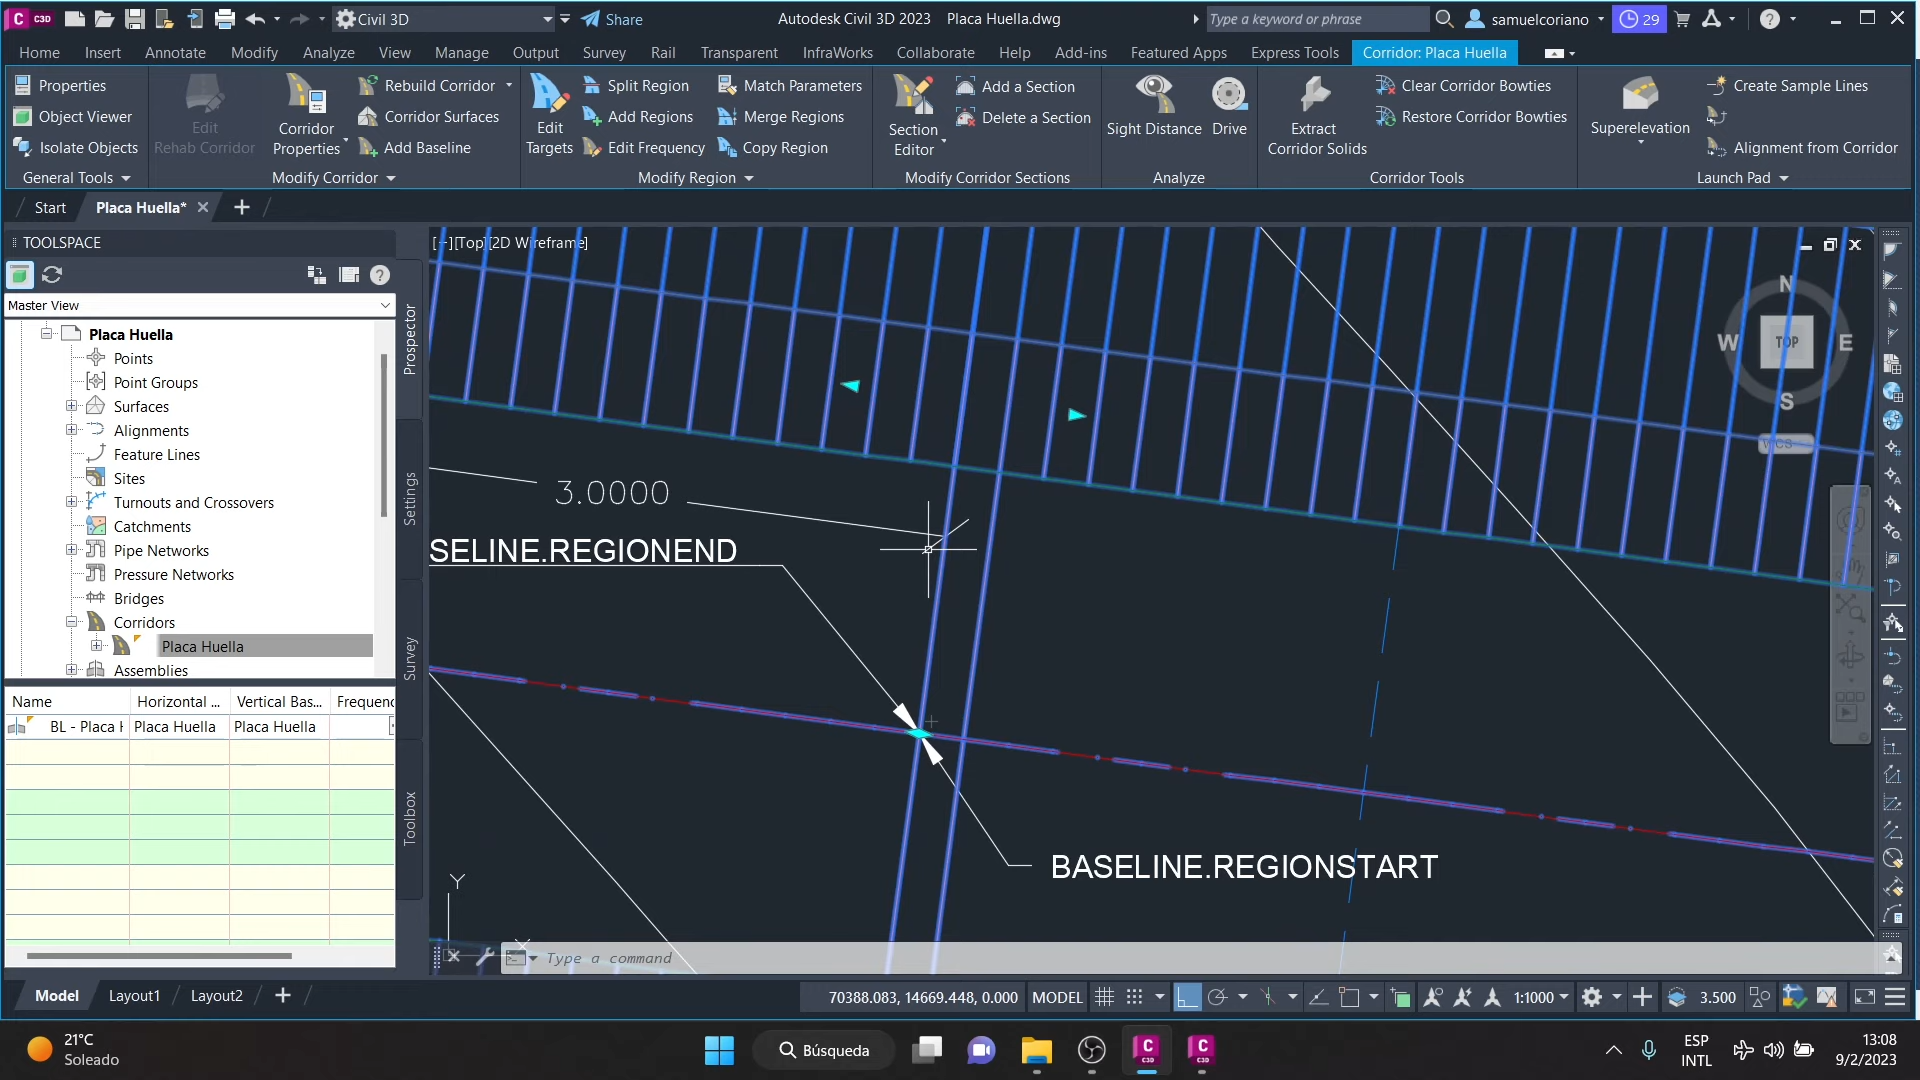 C3D
Civil 3D
Share
Autodesk Civil 3D 2023 Placa Huella.dwg
Type a keyword or phrase
samuelcoriano
29
Home Insert Annotate Modify Analyze View Manage Output Survey Rail Transparent InfraWorks Collaborate Help Add-ins Featured Apps Express Tools Corridor: Placa Huella
Properties
Object Viewer
Isolate Objects
General Tools
Edit
Rehab Corridor
Corridor
Properties
Rebuild Corridor
Corridor Surfaces
Add Baseline
Modify Corridor
Edit
Targets
Split Region
Add Regions
Edit Frequency
Match Parameters
Merge Regions
Copy Region
Modify Region
Section
Editor
Add a Section
Delete a Section
Modify Corridor Sections
Sight Distance
Drive
Analyze
Extract
Corridor Solids
Clear Corridor Bowties
Restore Corridor Bowties
Corridor Tools
Superelevation
Create Sample Lines
Alignment from Corridor
Launch Pad
Start
Placa Huella*
TOOLSPACE
Master View
Placa Huella
Points
Point Groups
Surfaces
Alignments
Feature Lines
Sites
Turnouts and Crossovers
Catchments
Pipe Networks
Pressure Networks
Bridges
Corridors
Placa Huella
Assemblies
Prospector
Settings
Survey
Toolbox
Name Horizontal ... Vertical Bas... Frequenc
BL - Placa H Placa Huella Placa Huella
[−][Top][2D Wireframe]
N
W TOP E
S
WCS
3.0000
SELINE.REGIONEND
BASELINE.REGIONSTART
Y
X
Type a command
Model Layout1 Layout2
70388.083, 14669.448, 0.000 MODEL 1:1000 3.500
21°C
Soleado
Búsqueda
C3D
C3D
ESP
INTL
13:08
9/2/2023